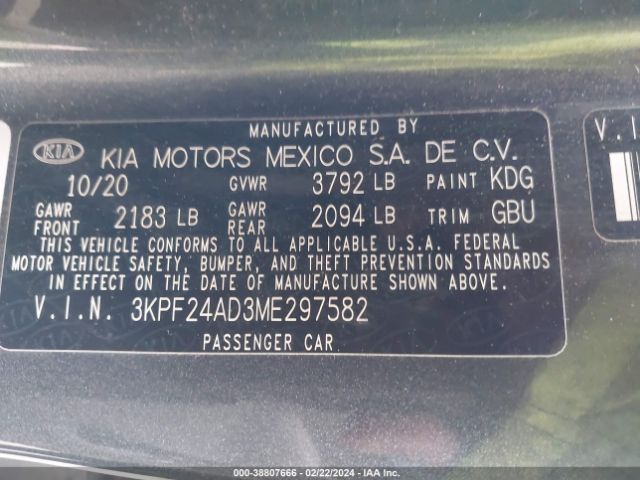 MANUFACTURED BY
KIA KIA MOTORS MEXICO S.A. DE C.V.
10/20 GVWR 3792 LB PAINT KDG
GAWR FRONT 2183 LB GAWR REAR 2094 LB TRIM GBU
THIS VEHICLE CONFORMS TO ALL APPLICABLE U.S.A. FEDERAL
MOTOR VEHICLE SAFETY, BUMPER, AND THEFT PREVENTION STANDARDS
IN EFFECT ON THE DATE OF MANUFACTURE SHOWN ABOVE.
V.I.N. 3KPF24AD3ME297582
PASSENGER CAR
V.I
000-38807666 - 02/22/2024 - IAA Inc.